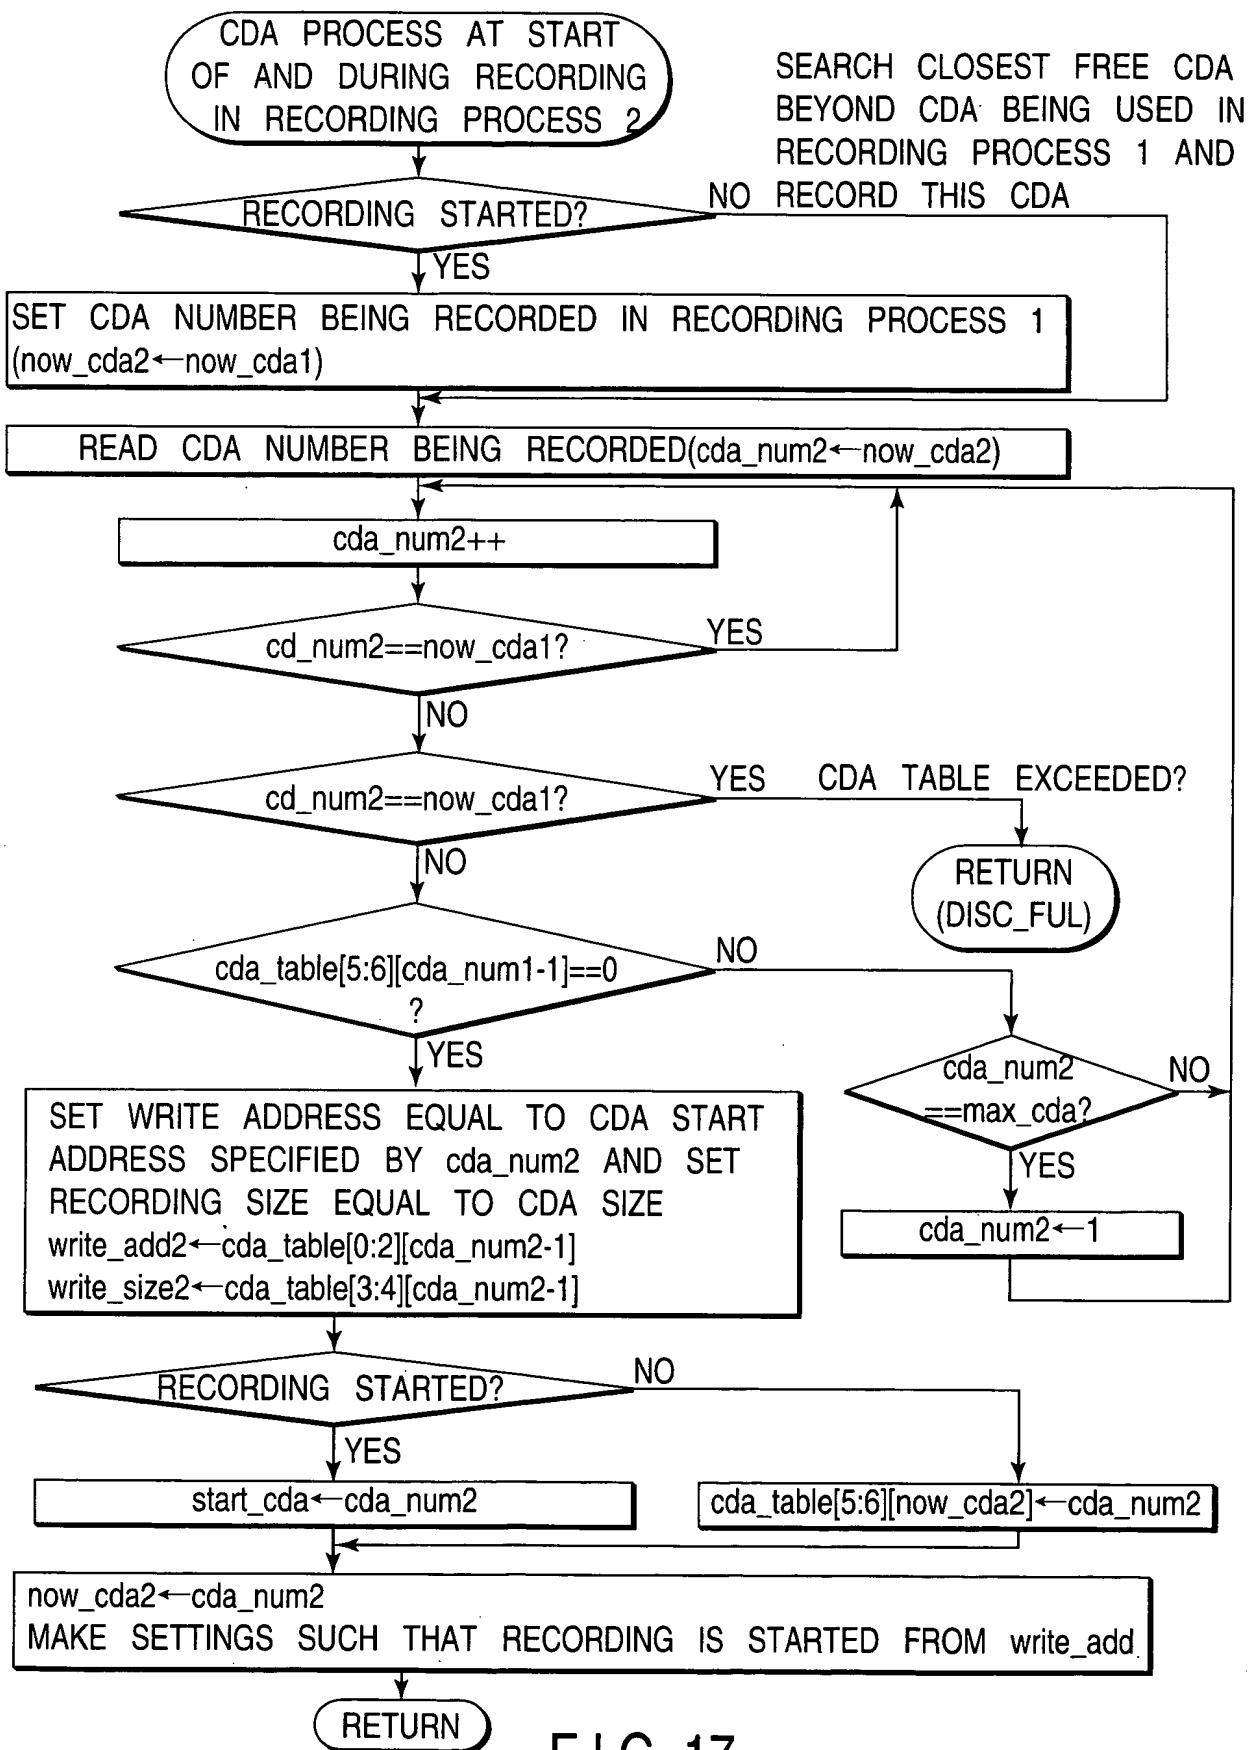 CDA PROCESS AT START
OF AND DURING RECORDING
IN RECORDING PROCESS 2
SEARCH CLOSEST FREE CDA
BEYOND CDA BEING USED IN
RECORDING PROCESS 1 AND
RECORD THIS CDA
RECORDING STARTED?
NO
YES
SET CDA NUMBER BEING RECORDED IN RECORDING PROCESS 1
(now_cda2←now_cda1)
READ CDA NUMBER BEING RECORDED(cda_num2←now_cda2)
cda_num2++
cd_num2==now_cda1?
YES
NO
cd_num2==now_cda1?
YES
CDA TABLE EXCEEDED?
NO
RETURN
(DISC_FUL)
cda_table[5:6][cda_num1-1]==0
?
NO
YES
cda_num2
==max_cda?
NO
YES
cda_num2←1
SET WRITE ADDRESS EQUAL TO CDA START
ADDRESS SPECIFIED BY cda_num2 AND SET
RECORDING SIZE EQUAL TO CDA SIZE
write_add2←cda_table[0:2][cda_num2-1]
write_size2←cda_table[3:4][cda_num2-1]
RECORDING STARTED?
NO
YES
start_cda←cda_num2
cda_table[5:6][now_cda2]←cda_num2
now_cda2←cda_num2
MAKE SETTINGS SUCH THAT RECORDING IS STARTED FROM write_add
RETURN
FIG. 17